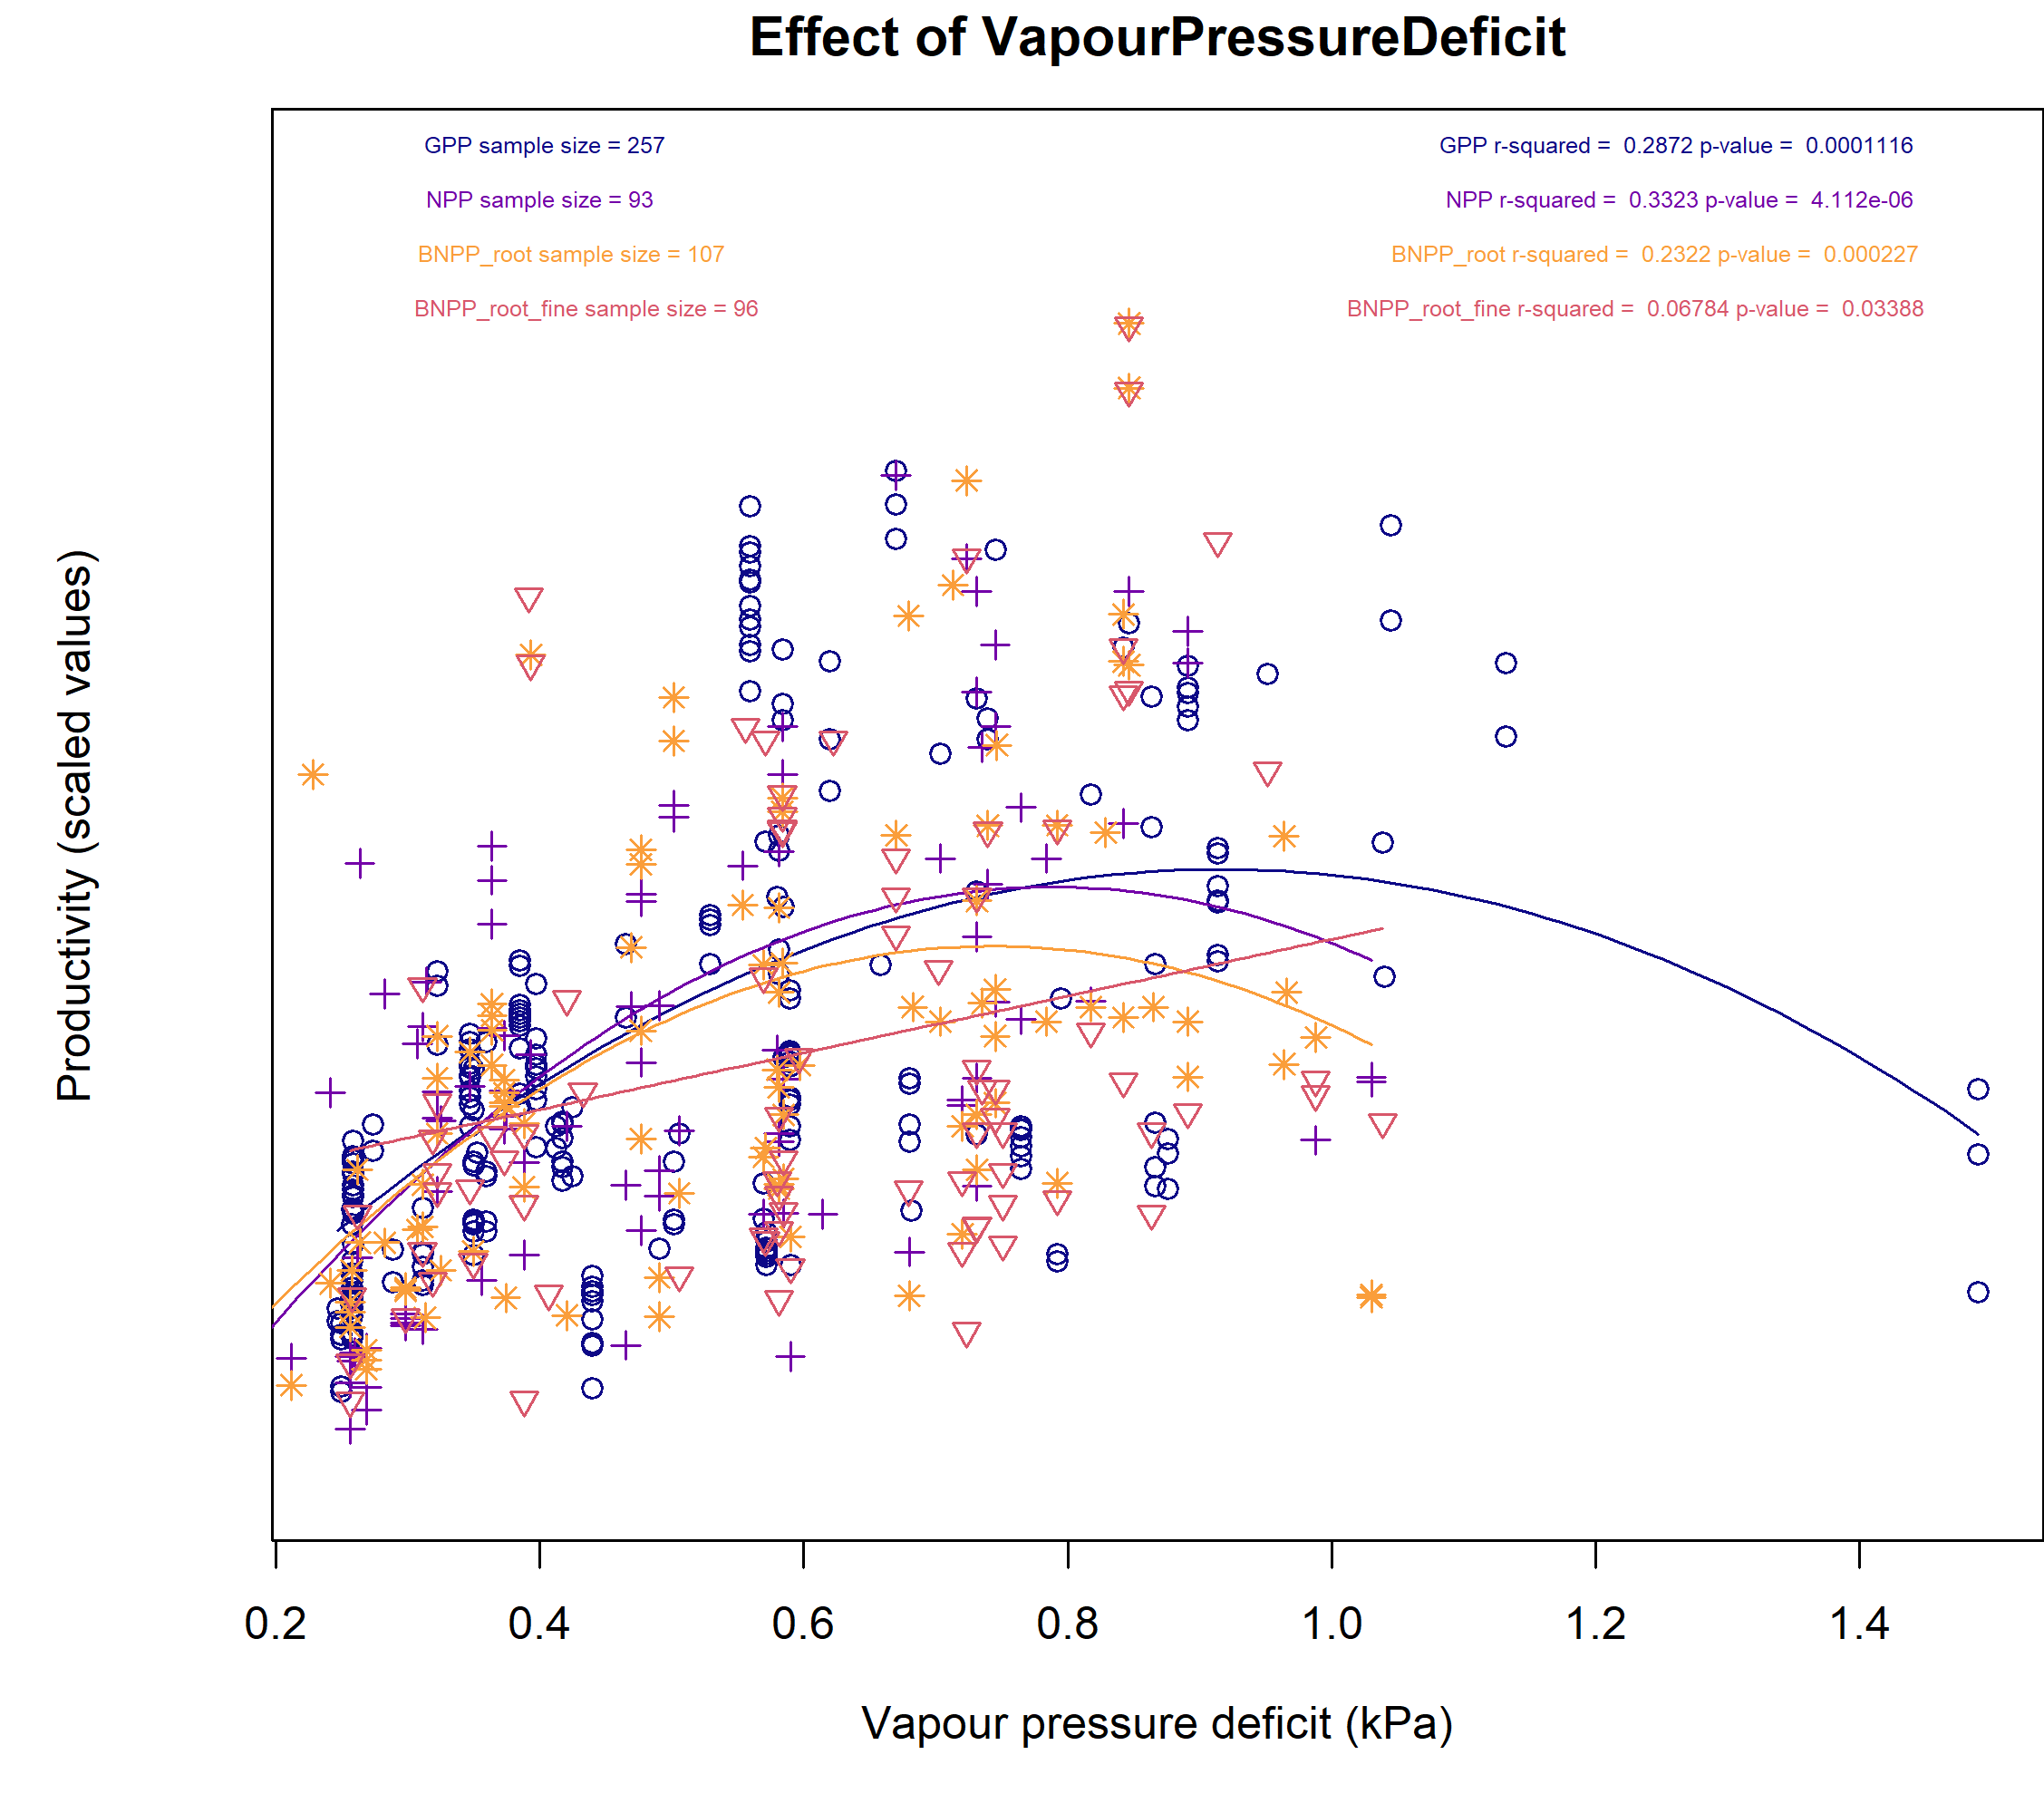 Effect of VapourPressureDeficit
GPP sample size = 257
GPP r-squared =  0.2872 p-value =  0.0001116
NPP sample size = 93
NPP r-squared =  0.3323 p-value =  4.112e-06
BNPP_root sample size = 107
BNPP_root r-squared =  0.2322 p-value =  0.000227
BNPP_root_fine sample size = 96
BNPP_root_fine r-squared =  0.06784 p-value =  0.03388
Productivity (scaled values)
0.2 0.4 0.6 0.8 1.0 1.2 1.4
Vapour pressure deficit (kPa)